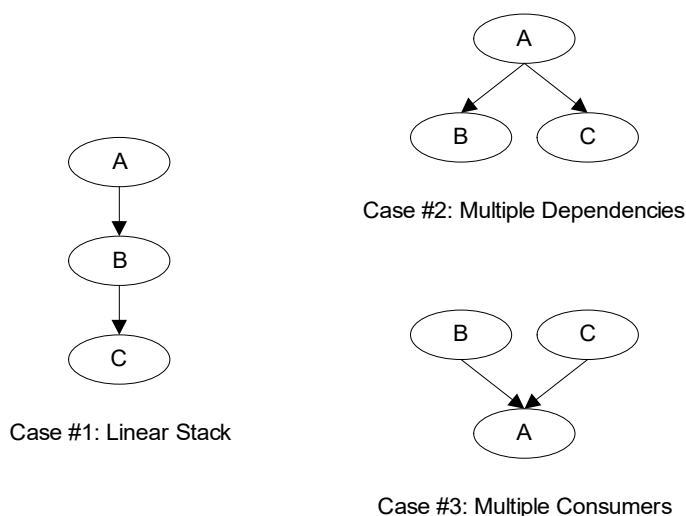 A
B
C
Case #1: Linear Stack
A
B C
Case #2: Multiple Dependencies
B C
A
Case #3: Multiple Consumers